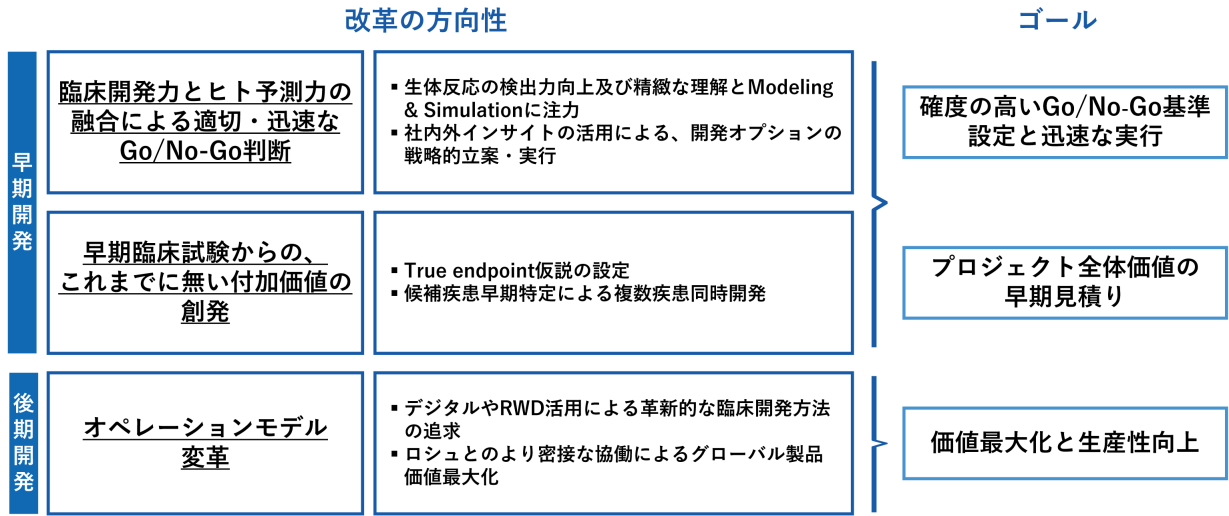 改革の方向性
ゴール
早期開発
臨床開発力とヒト予測力の
融合による適切・迅速な
Go/No-Go判断
▪ 生体反応の検出力向上及び精緻な理解とModeling
& Simulationに注力
▪ 社内外インサイトの活用による、開発オプションの
戦略的立案・実行
早期臨床試験からの、
これまでに無い付加価値の
創発
▪ True endpoint仮説の設定
▪ 候補疾患早期特定による複数疾患同時開発
確度の高いGo/No-Go基準
設定と迅速な実行
プロジェクト全体価値の
早期見積り
後期開発
オペレーションモデル
変革
▪ デジタルやRWD活用による革新的な臨床開発方法
の追求
▪ ロシュとのより密接な協働によるグローバル製品
価値最大化
価値最大化と生産性向上